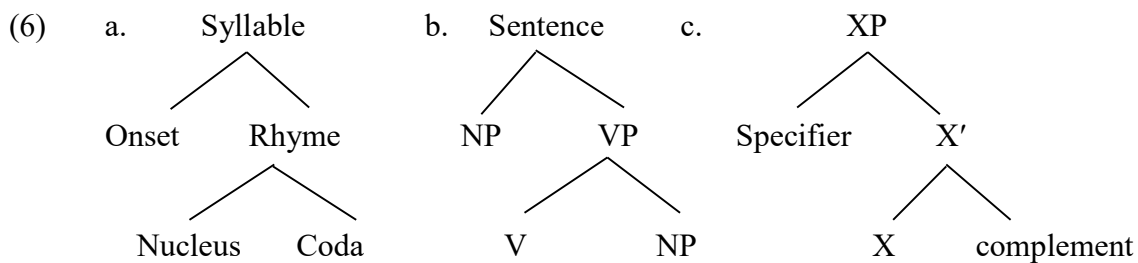 (6) a. Syllable b. Sentence c. XP
Onset Rhyme NP VP Specifier X′
Nucleus Coda V NP X complement